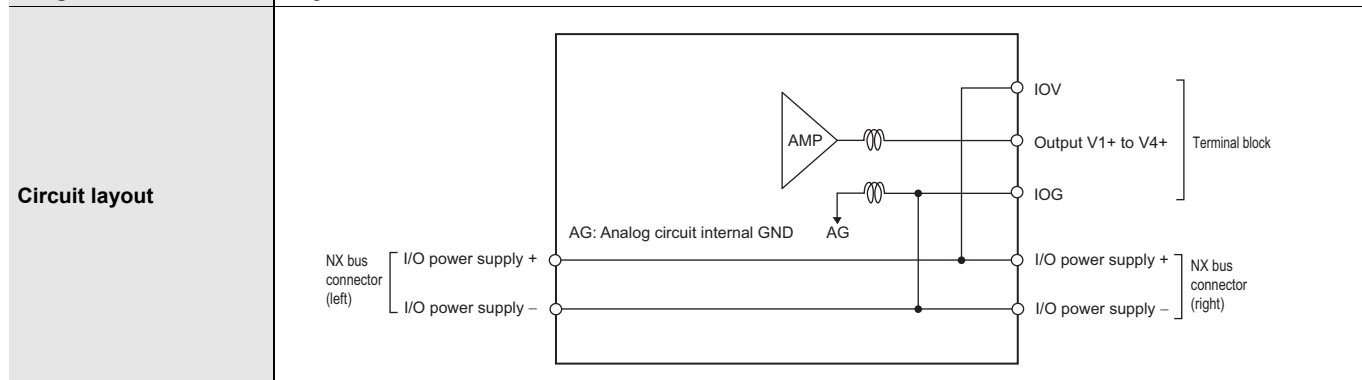 Circuit layout
IOV
AMP
Output V1+ to V4+
Terminal block
IOG
AG: Analog circuit internal GND
AG
NX bus
connector
(left)
I/O power supply +
I/O power supply –
I/O power supply +
I/O power supply –
NX bus
connector
(right)